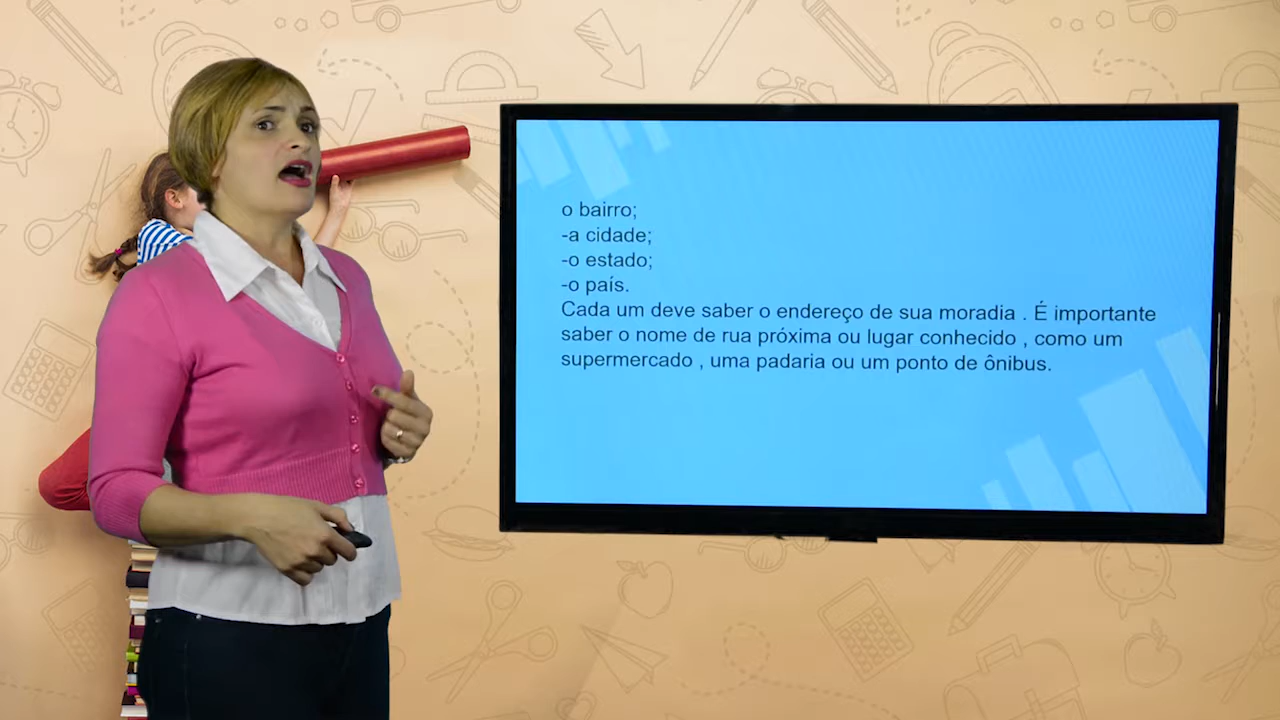 o bairro;
-a cidade;
-o estado;
-o país.
Cada um deve saber o endereço de sua moradia . É importante
saber o nome de rua próxima ou lugar conhecido , como um
supermercado , uma padaria ou um ponto de ônibus.